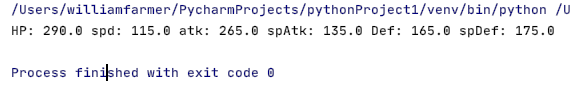 /Users/williamfarmer/PycharmProjects/pythonProject1/venv/bin/python /U
HP: 290.0 spd: 115.0 atk: 265.0 spAtk: 135.0 Def: 165.0 spDef: 175.0
Process finished with exit code 0